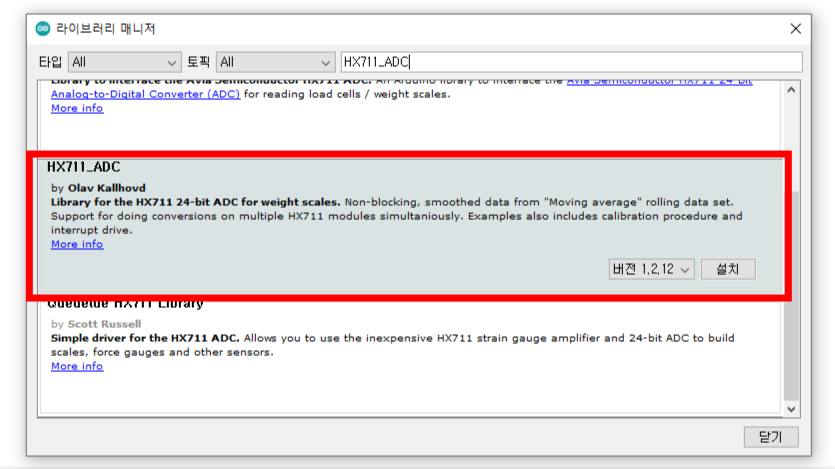 라이브러리 매니저
타입 All 토픽 All HX711_ADC
Library to interface the Avia Semiconductor HX711 ADC. An Arduino library to interface the Avia Semiconductor HX711 24-Bit
Analog-to-Digital Converter (ADC) for reading load cells / weight scales.
More info
HX711_ADC
by Olav Kallhovd
Library for the HX711 24-bit ADC for weight scales. Non-blocking, smoothed data from "Moving average" rolling data set.
Support for doing conversions on multiple HX711 modules simultaniously. Examples also includes calibration procedure and
interrupt drive.
More info
버전 1,2,12 설치
Queuetue HX711 Library
by Scott Russell
Simple driver for the HX711 ADC. Allows you to use the inexpensive HX711 strain gauge amplifier and 24-bit ADC to build
scales, force gauges and other sensors.
More info
닫기